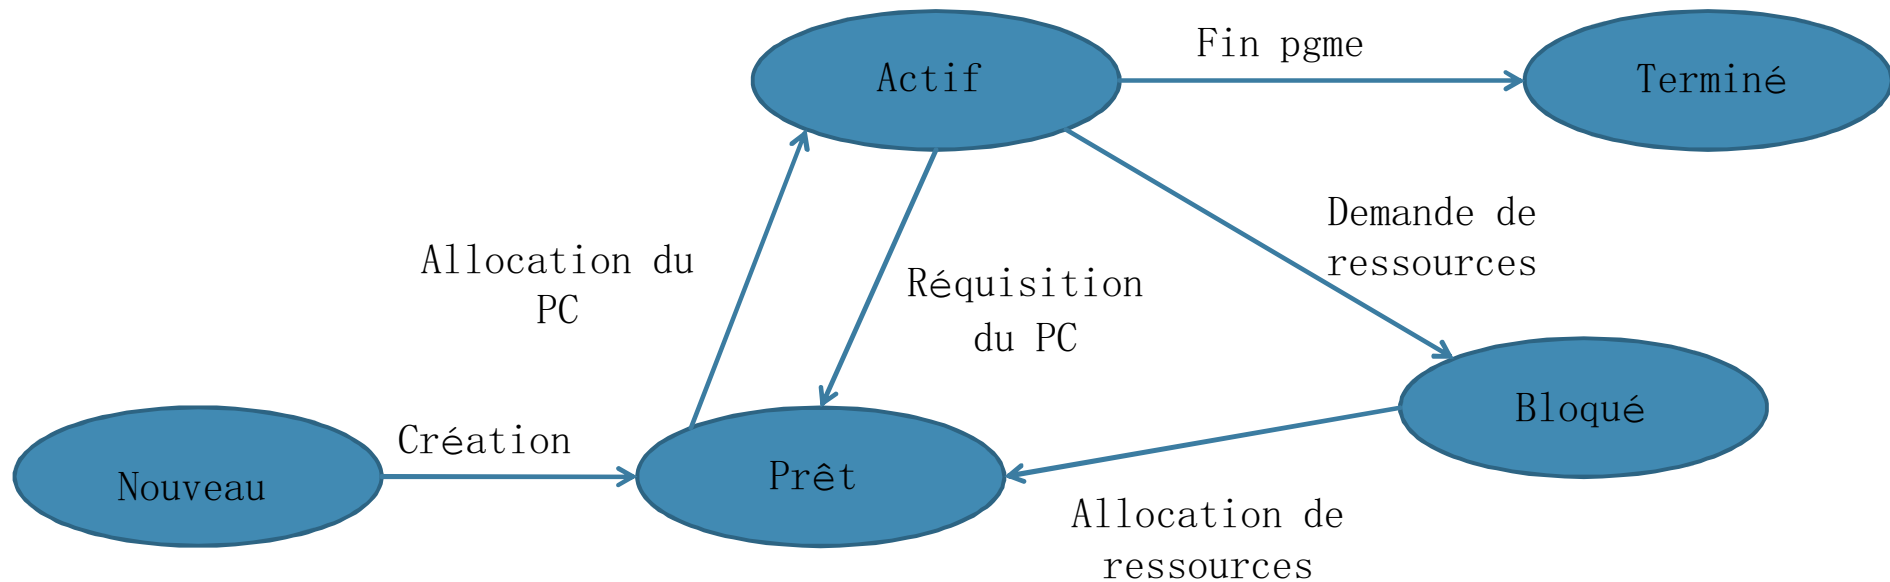 Fin pgme
Actif
Terminé
Demande de
ressources
Allocation du
PC
Réquisition
du PC
Bloqué
Création
Nouveau
Prêt
Allocation de
ressources